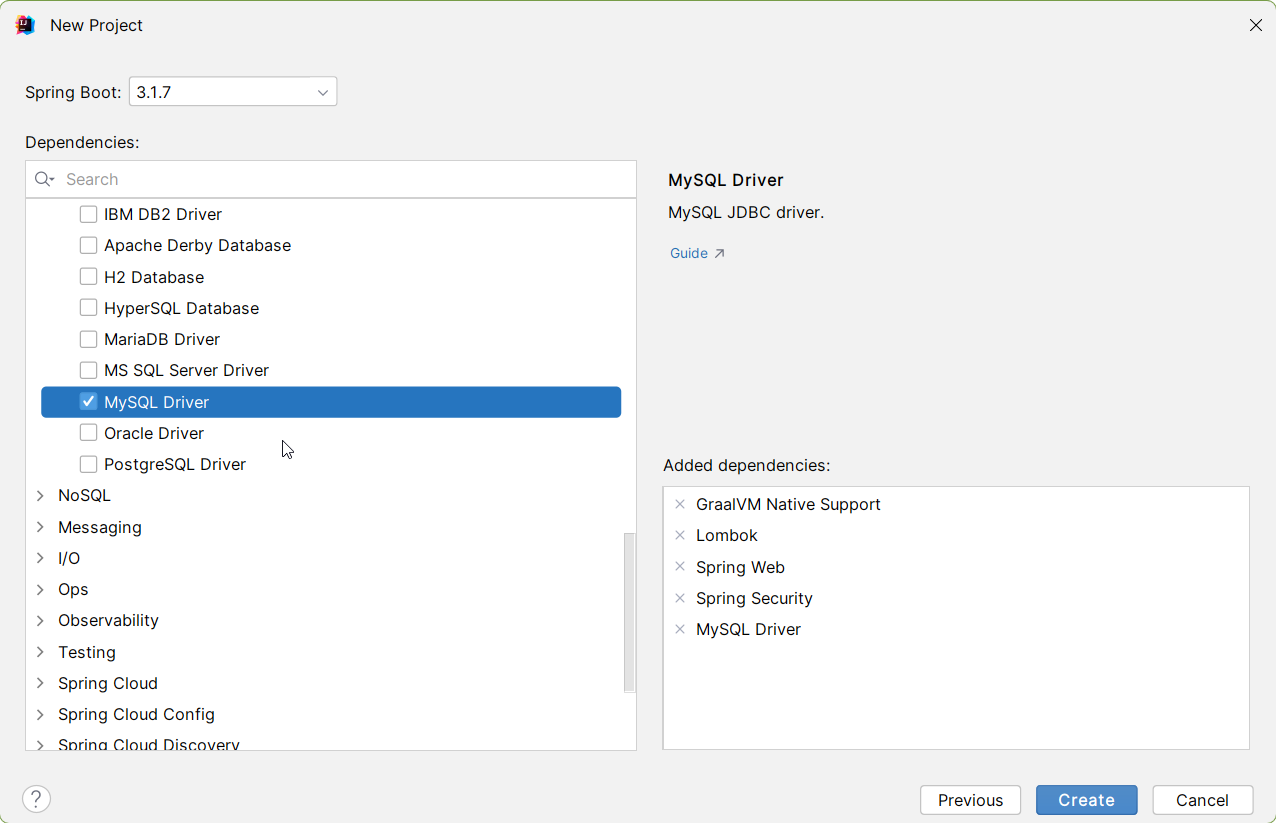 New Project
Spring Boot: 3.1.7
Dependencies:
Search
IBM DB2 Driver
Apache Derby Database
H2 Database
HyperSQL Database
MariaDB Driver
MS SQL Server Driver
MySQL Driver
Oracle Driver
PostgreSQL Driver
NoSQL
Messaging
I/O
Ops
Observability
Testing
Spring Cloud
Spring Cloud Config
Spring Cloud Discovery
MySQL Driver
MySQL JDBC driver.
Guide ↗
Added dependencies:
GraalVM Native Support
Lombok
Spring Web
Spring Security
MySQL Driver
?
Previous Create Cancel